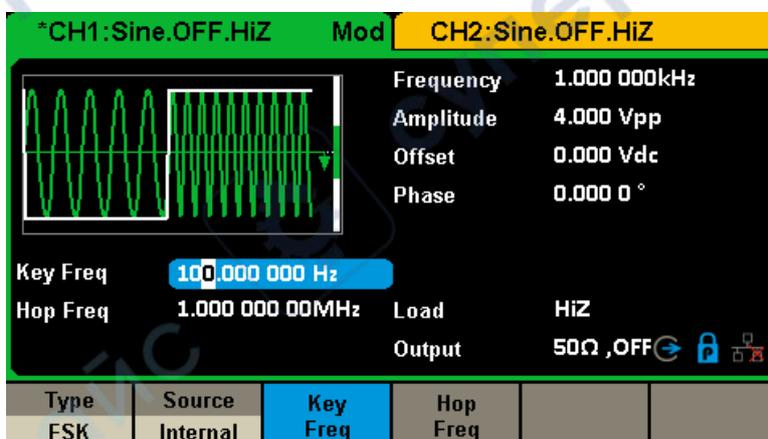 *CH1:Sine.OFF.HiZ Mod CH2:Sine.OFF.HiZ
Frequency 1.000 000kHz
Amplitude 4.000 Vpp
Offset 0.000 Vdc
Phase 0.000 0 °
Key Freq 100.000 000 Hz
Hop Freq 1.000 000 00MHz Load HiZ
Output 50Ω ,OFF
Type Source Key Freq Hop Freq
FSK Internal